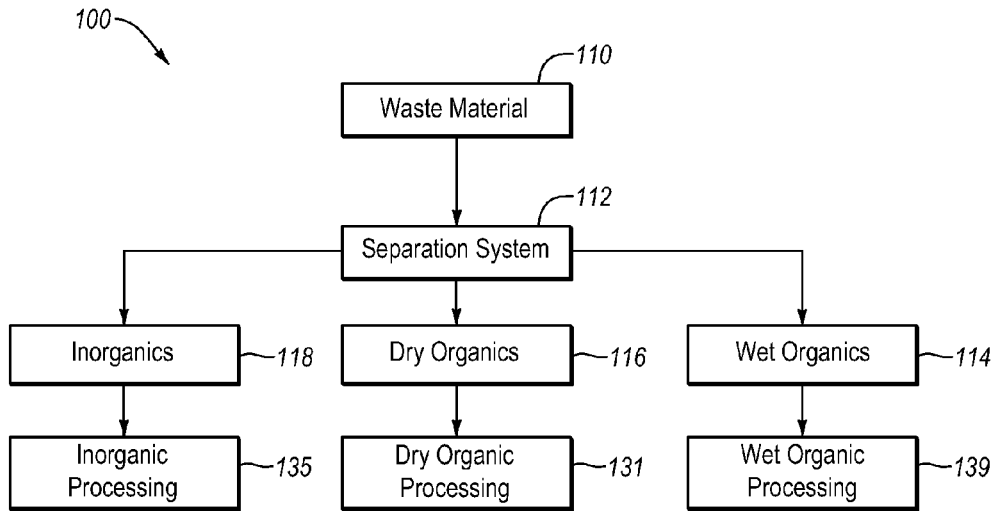 100
110
Waste Material
112
Separation System
Inorganics
118
Dry Organics
116
Wet Organics
114
Inorganic
Processing
135
Dry Organic
Processing
131
Wet Organic
Processing
139